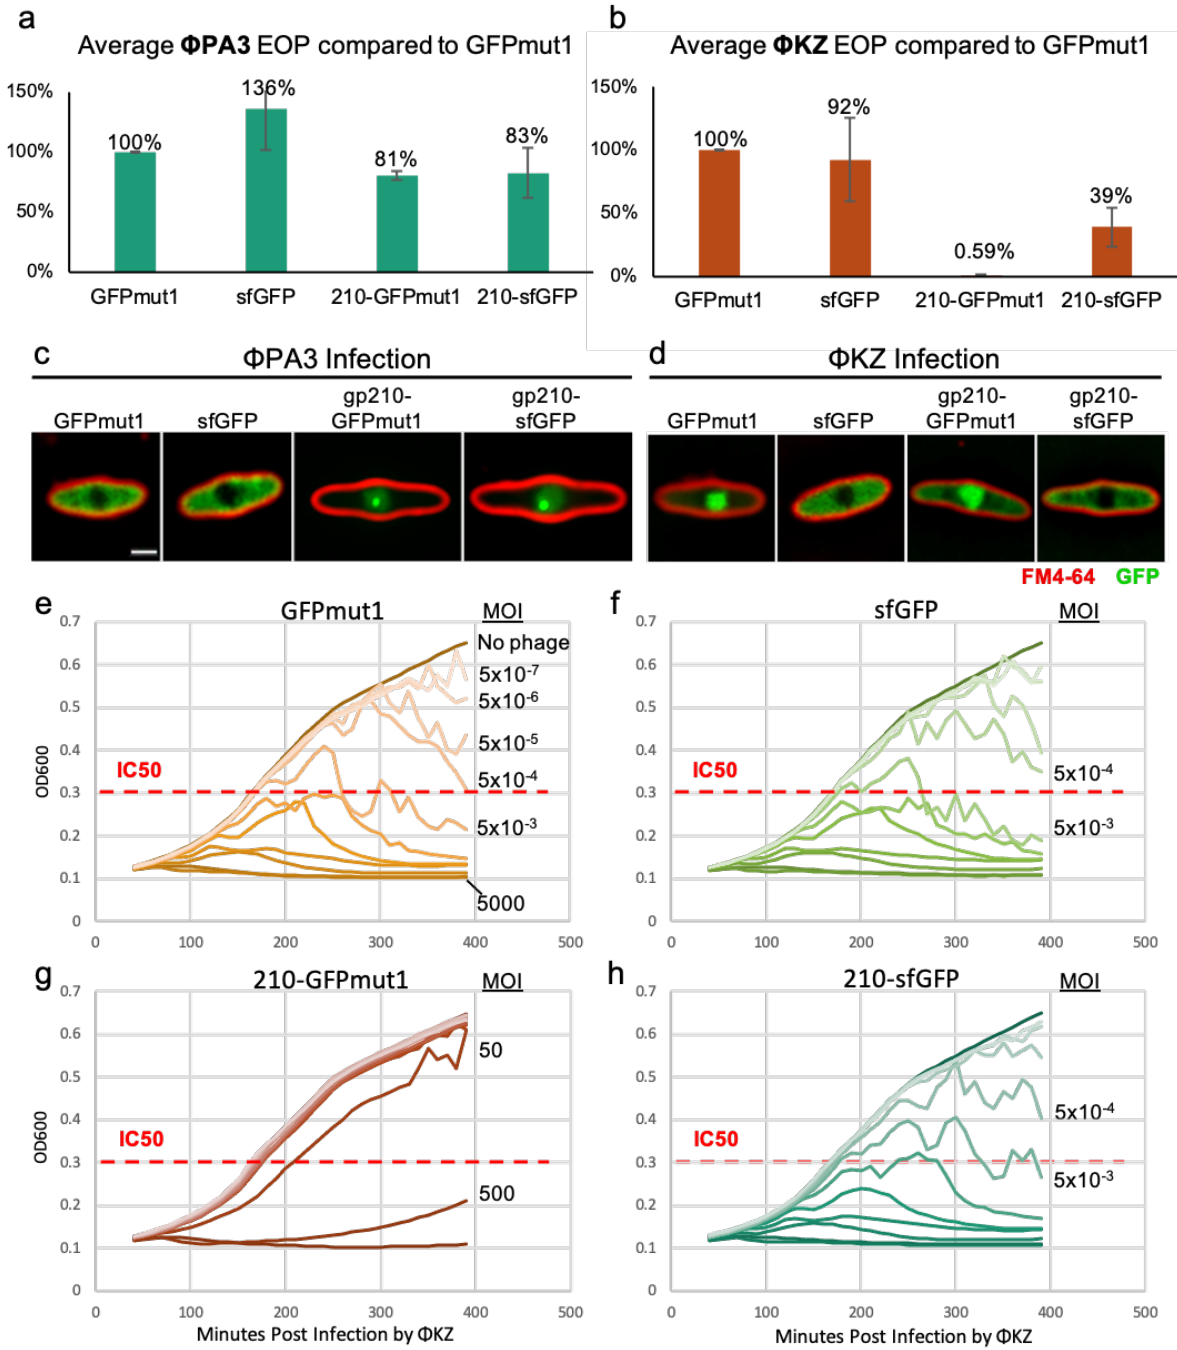 a
Average ΦPA3 EOP compared to GFPmut1
150%
100%
50%
0%
100%
136%
81%
83%
GFPmut1 sfGFP 210-GFPmut1 210-sfGFP
b
Average ΦKZ EOP compared to GFPmut1
150%
100%
50%
0%
100%
92%
0.59%
39%
GFPmut1 sfGFP 210-GFPmut1 210-sfGFP
c
ΦPA3 Infection
GFPmut1
sfGFP
gp210-
GFPmut1
gp210-
sfGFP
d
ΦKZ Infection
GFPmut1
sfGFP
gp210-
GFPmut1
gp210-
sfGFP
FM4-64 GFP
e
GFPmut1
MOI
No phage
5x10-7
5x10-6
5x10-5
5x10-4
5x10-3
5000
IC50
OD600
0.7
0.6
0.5
0.4
0.3
0.2
0.1
0
0 100 200 300 400 500
f
sfGFP
MOI
5x10-4
5x10-3
IC50
0.7
0.6
0.5
0.4
0.3
0.2
0.1
0
0 100 200 300 400 500
g
210-GFPmut1
MOI
50
500
IC50
OD600
0.7
0.6
0.5
0.4
0.3
0.2
0.1
0
0 100 200 300 400 500
Minutes Post Infection by ΦKZ
h
210-sfGFP
MOI
5x10-4
5x10-3
IC50
0.7
0.6
0.5
0.4
0.3
0.2
0.1
0
0 100 200 300 400 500
Minutes Post Infection by ΦKZ